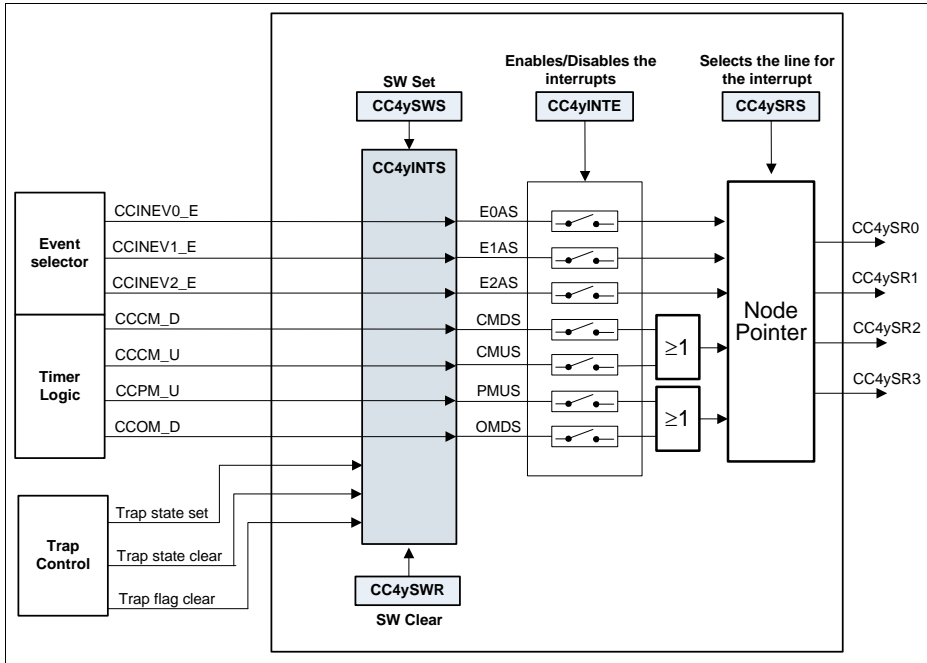 Enables/Disables the
interrupts
Selects the line for
the interrupt
SW Set
CC4ySWS
CC4yINTE
CC4ySRS
CC4yINTS
Event
selector
CCINEV0_E
CCINEV1_E
CCINEV2_E
Timer
Logic
CCCM_D
CCCM_U
CCPM_U
CCOM_D
Trap
Control
Trap state set
Trap state clear
Trap flag clear
E0AS
E1AS
E2AS
CMDS
CMUS
PMUS
OMDS
≥1
≥1
Node
Pointer
CC4ySR0
CC4ySR1
CC4ySR2
CC4ySR3
CC4ySWR
SW Clear